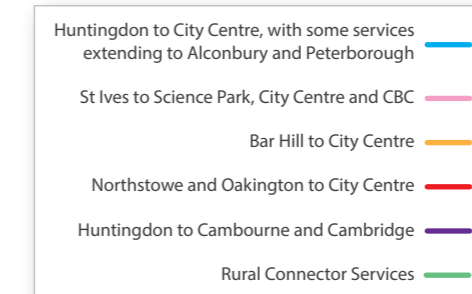 Huntingdon to City Centre, with some services
extending to Alconbury and Peterborough
St Ives to Science Park, City Centre and CBC
Bar Hill to City Centre
Northstowe and Oakington to City Centre
Huntingdon to Cambourne and Cambridge
Rural Connector Services